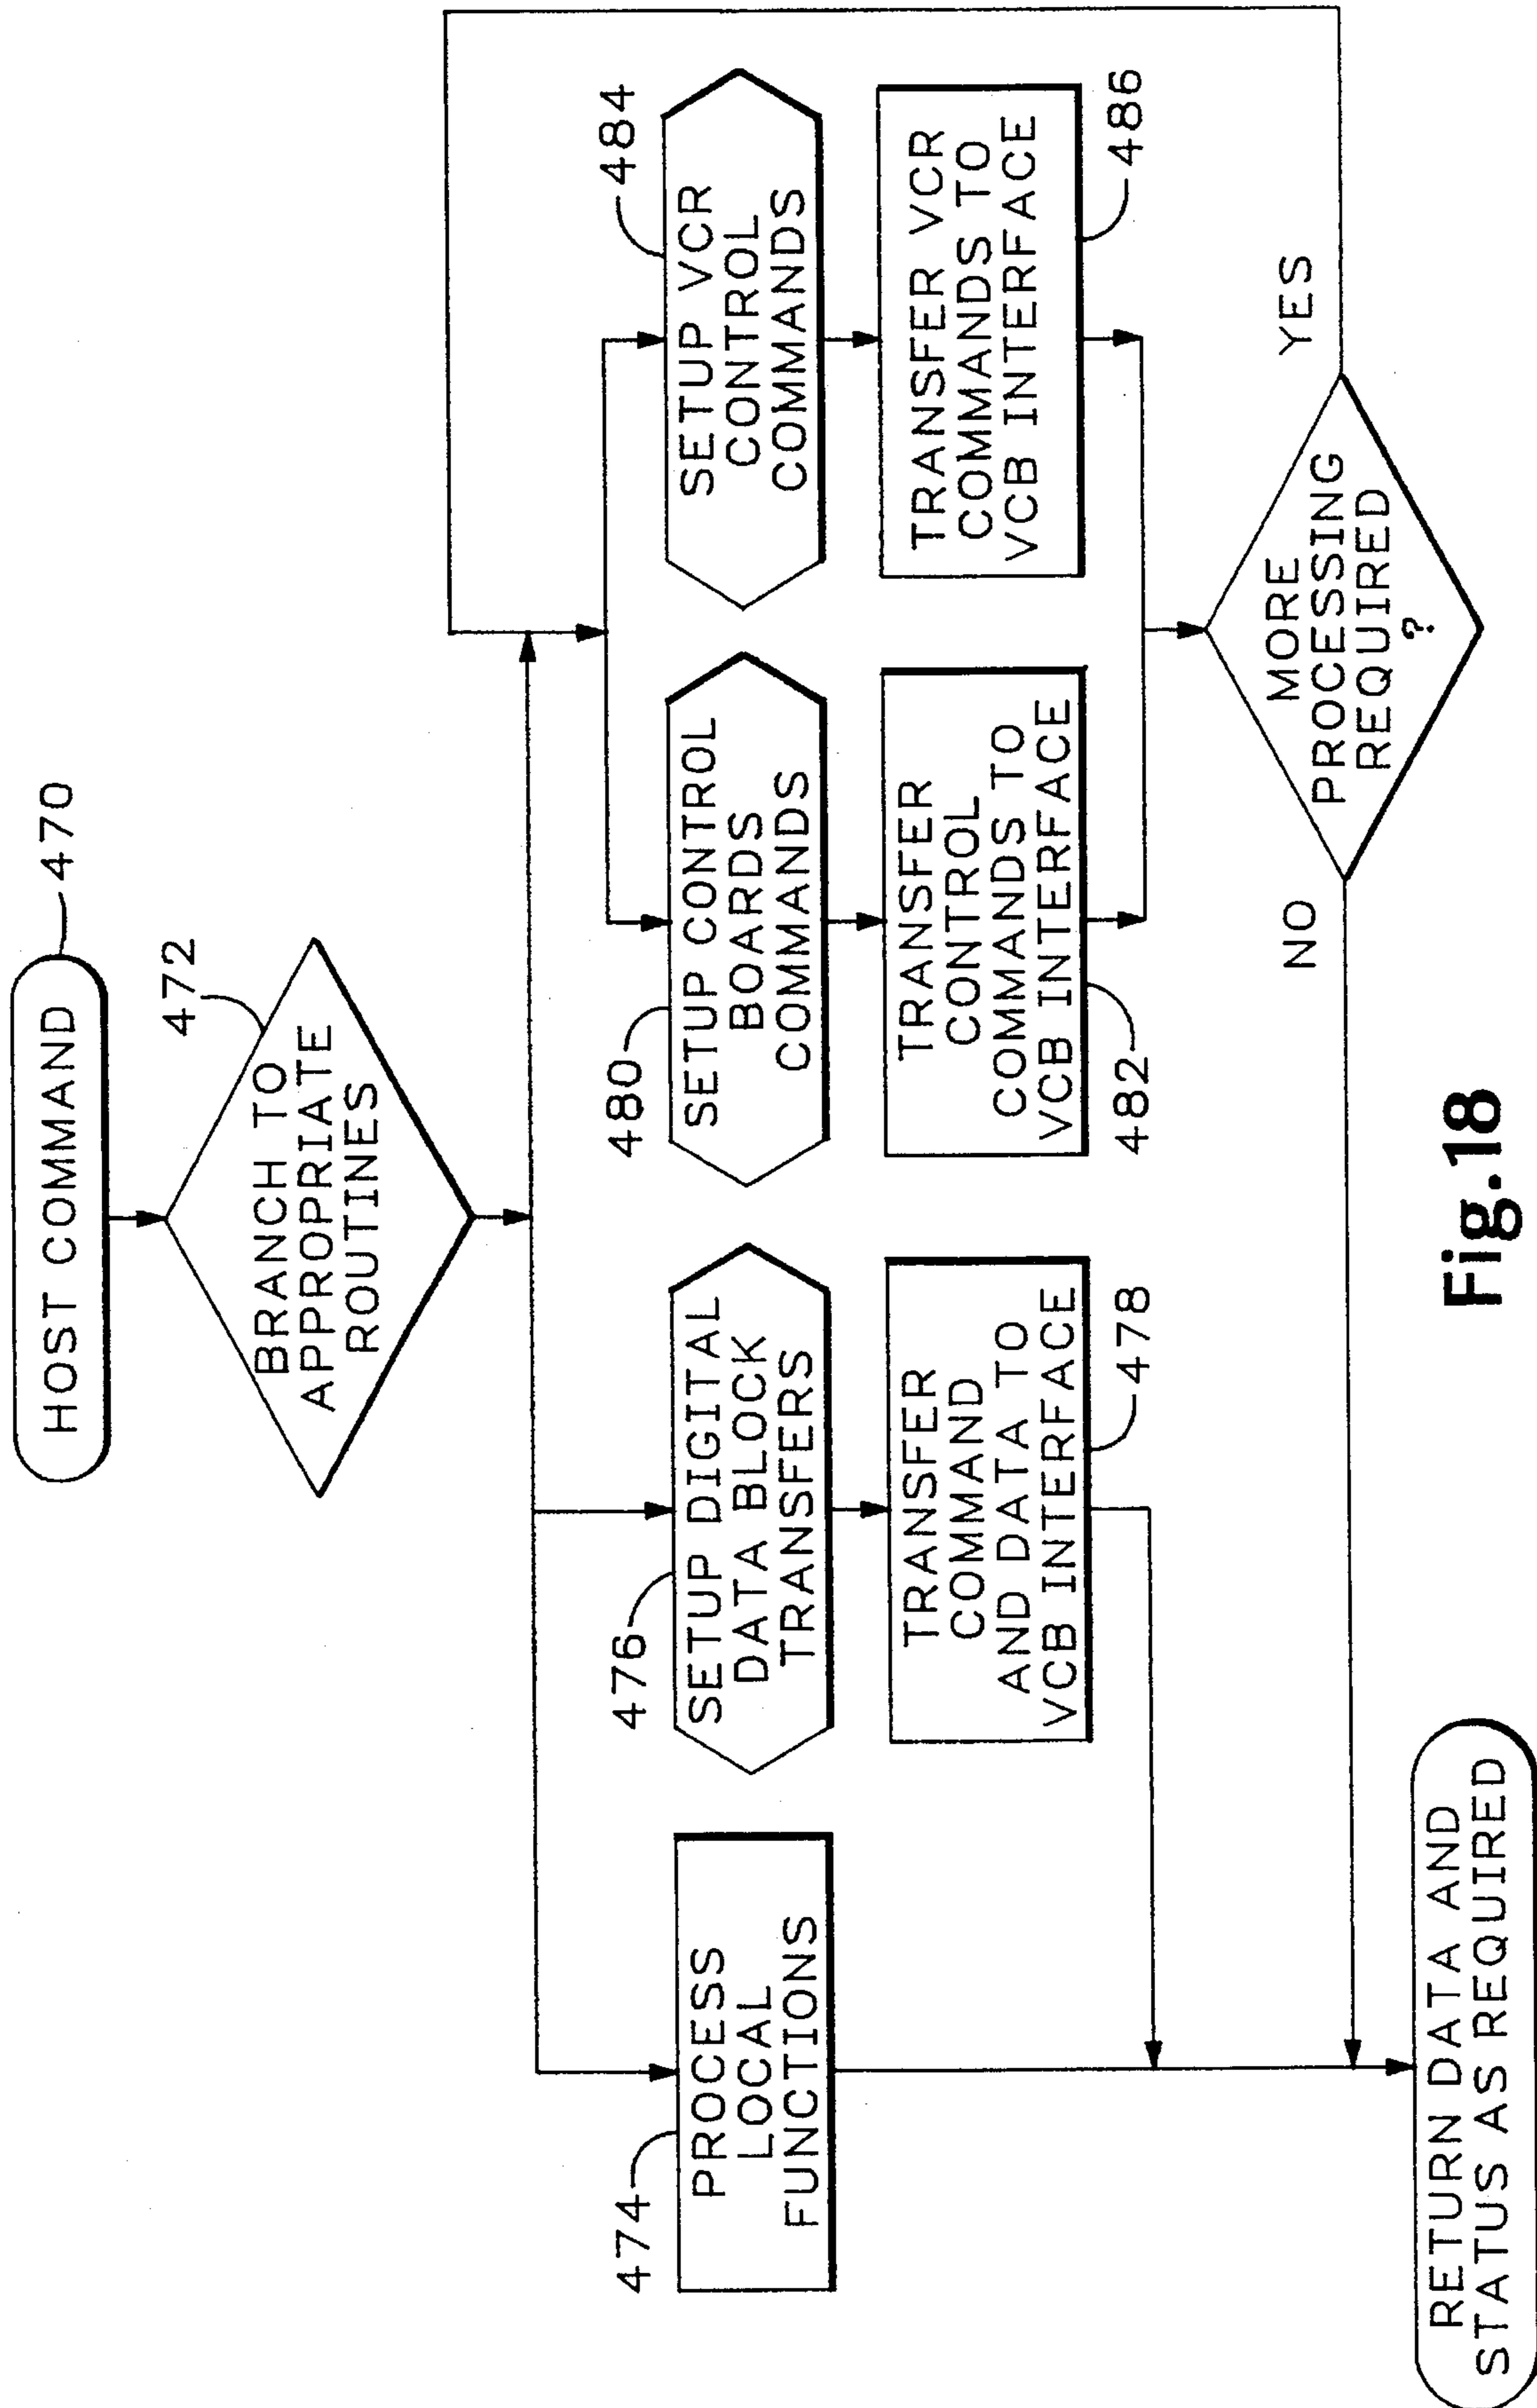 HOST COMMAND
470
472
BRANCH TO
APPROPRIATE
ROUTINES
474
PROCESS
LOCAL
FUNCTIONS
476
SETUP DIGITAL
DATA BLOCK
TRANSFERS
480
SETUP CONTROL
BOARDS
COMMANDS
484
SETUP VCR
CONTROL
COMMANDS
TRANSFER
COMMAND
AND DATA TO
VCB INTERFACE
478
TRANSFER
CONTROL
COMMANDS TO
VCB INTERFACE
482
TRANSFER VCR
COMMANDS TO
VCB INTERFACE
486
NO
MORE
PROCESSING
REQUIRED
?
YES
RETURN DATA AND
STATUS AS REQUIRED
Fig.18